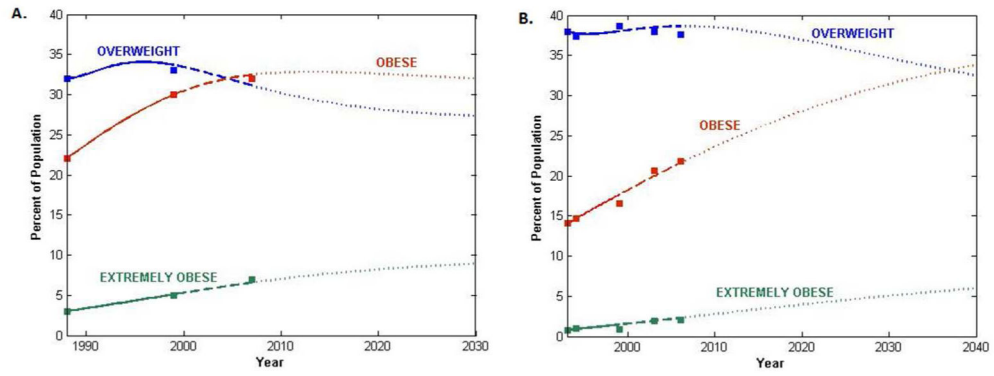 A.
40
35
30
25
20
15
10
5
0
Percent of Population
OVERWEIGHT
OBESE
EXTREMELY OBESE
1990 2000 2010 2020 2030
Year
B.
40
35
30
25
20
15
10
5
0
Percent of Population
OVERWEIGHT
OBESE
EXTREMELY OBESE
2000 2010 2020 2030 2040
Year